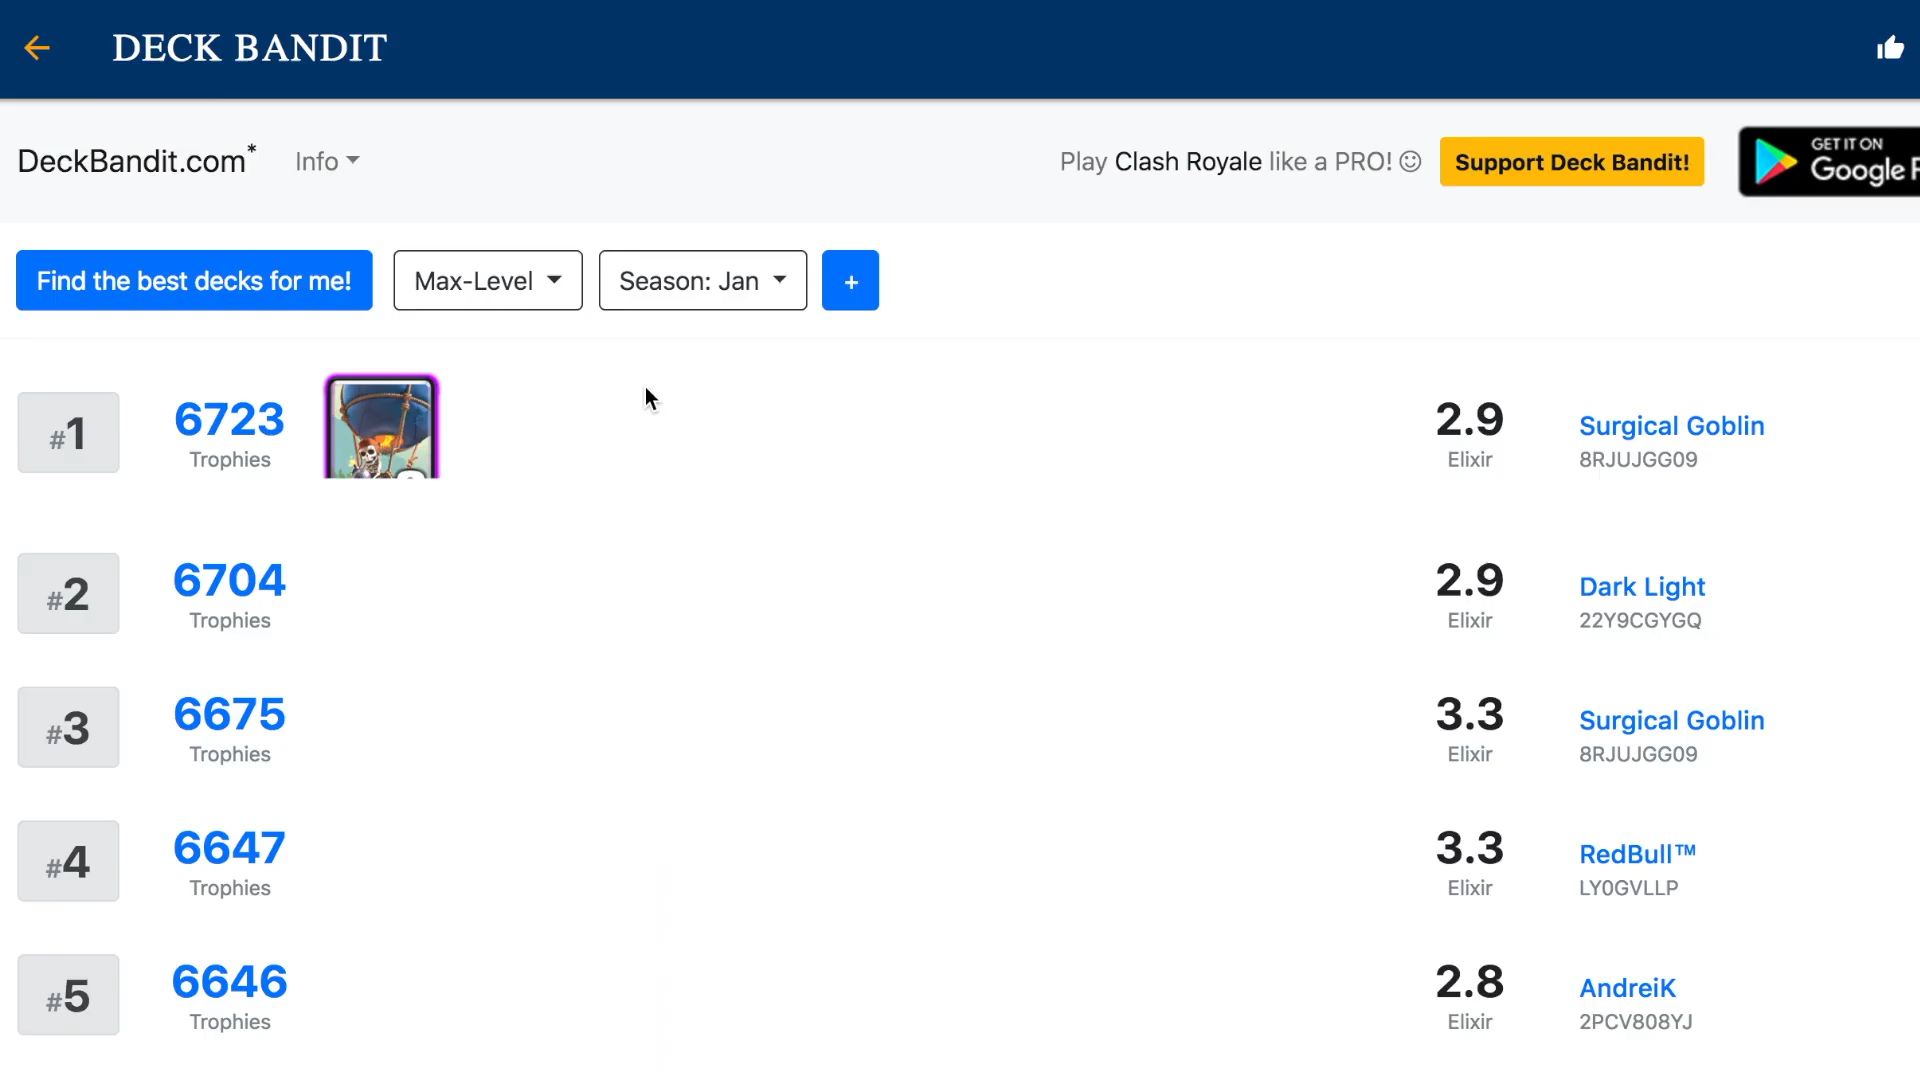 DECK BANDIT
DeckBandit.com* Info Play Clash Royale like a PRO! Support Deck Bandit! GET IT ON
Google
Find the best decks for me! Max-Level Season: Jan +
#1 6723 Trophies 2.9 Elixir Surgical Goblin 8RJUJGG09
#2 6704 Trophies 2.9 Elixir Dark Light 22Y9CGYGQ
#3 6675 Trophies 3.3 Elixir Surgical Goblin 8RJUJGG09
#4 6647 Trophies 3.3 Elixir RedBull™ LY0GVLLP
#5 6646 Trophies 2.8 Elixir AndreiK 2PCV808YJ